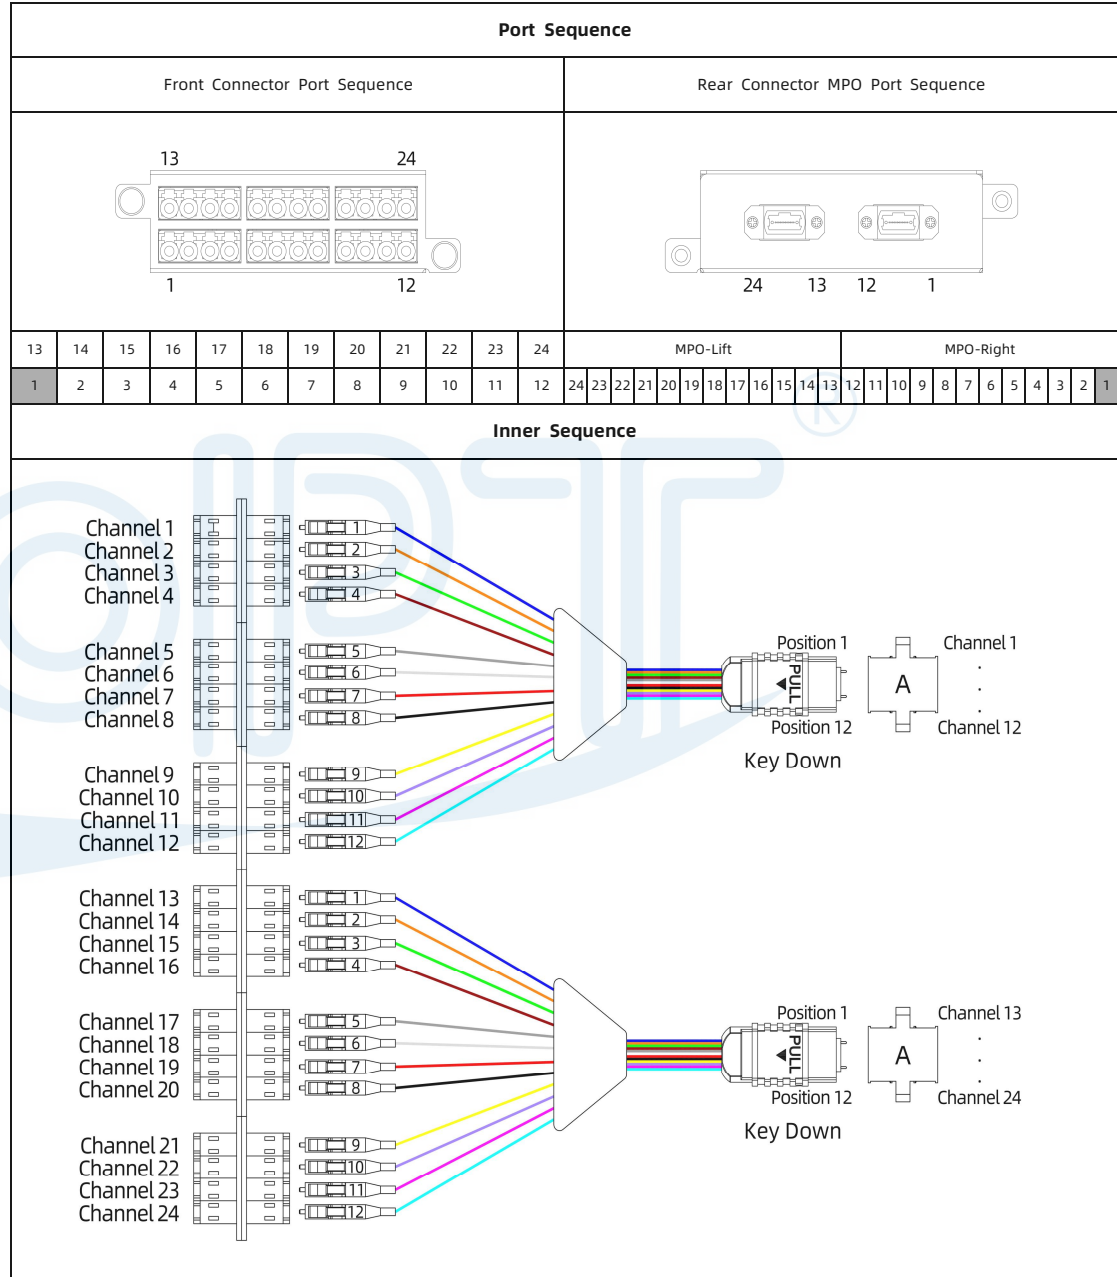 Port Sequence
Front Connector Port Sequence
Rear Connector MPO Port Sequence
13 24
1 12
24 13 12 1
13 14 15 16 17 18 19 20 21 22 23 24 MPO-Lift MPO-Right
1 2 3 4 5 6 7 8 9 10 11 12 24 23 22 21 20 19 18 17 16 15 14 13 12 11 10 9 8 7 6 5 4 3 2 1
®
Inner Sequence
Channel 1 1
Channel 2 2
Channel 3 3
Channel 4 4
Channel 5 5
Channel 6 6
Channel 7 7
Channel 8 8
Channel 9 9
Channel 10 10
Channel 11 11
Channel 12 12
Position 1
PULL
Position 12
Key Down
A
Channel 1
Channel 12
Channel 13 1
Channel 14 2
Channel 15 3
Channel 16 4
Channel 17 5
Channel 18 6
Channel 19 7
Channel 20 8
Channel 21 9
Channel 22 10
Channel 23 11
Channel 24 12
Position 1
PULL
Position 12
Key Down
A
Channel 13
Channel 24